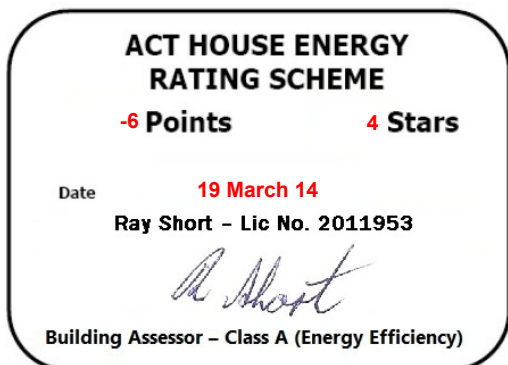 ACT HOUSE ENERGY
RATING SCHEME
-6 Points 4 Stars
Date 19 March 14
Ray Short – Lic No. 2011953
R Short
Building Assessor – Class A (Energy Efficiency)